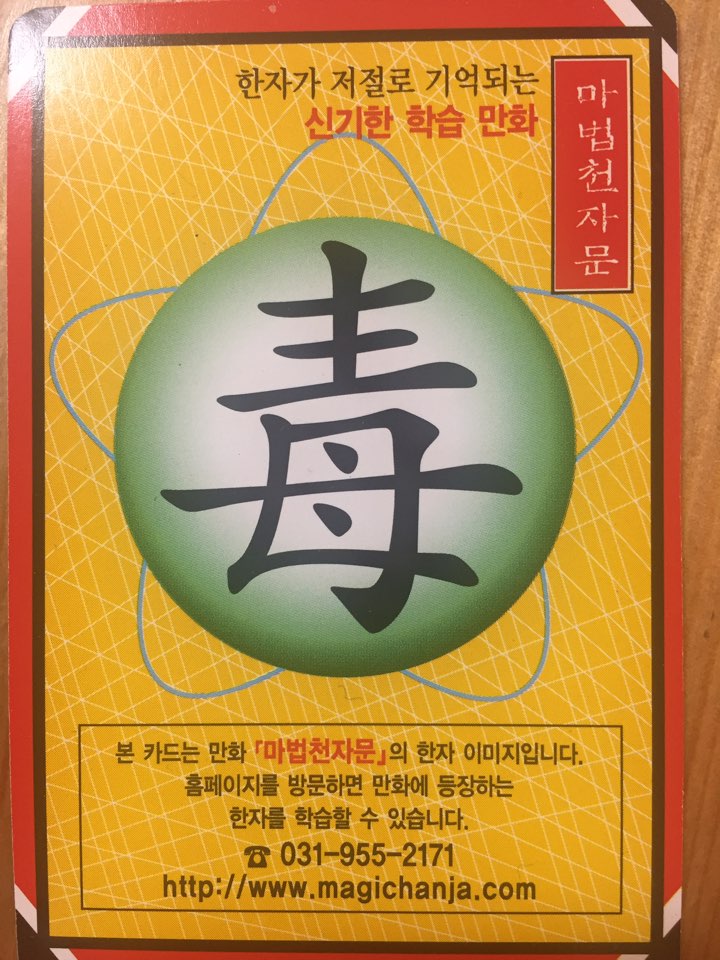 한자가 저절로 기억되는
신기한 학습 만화
마법천자문
毒
본 카드는 만화 「마법천자문」의 한자 이미지입니다.
홈페이지를 방문하면 만화에 등장하는
한자를 학습할 수 있습니다.
☎ 031-955-2171
http://www.magichanja.com